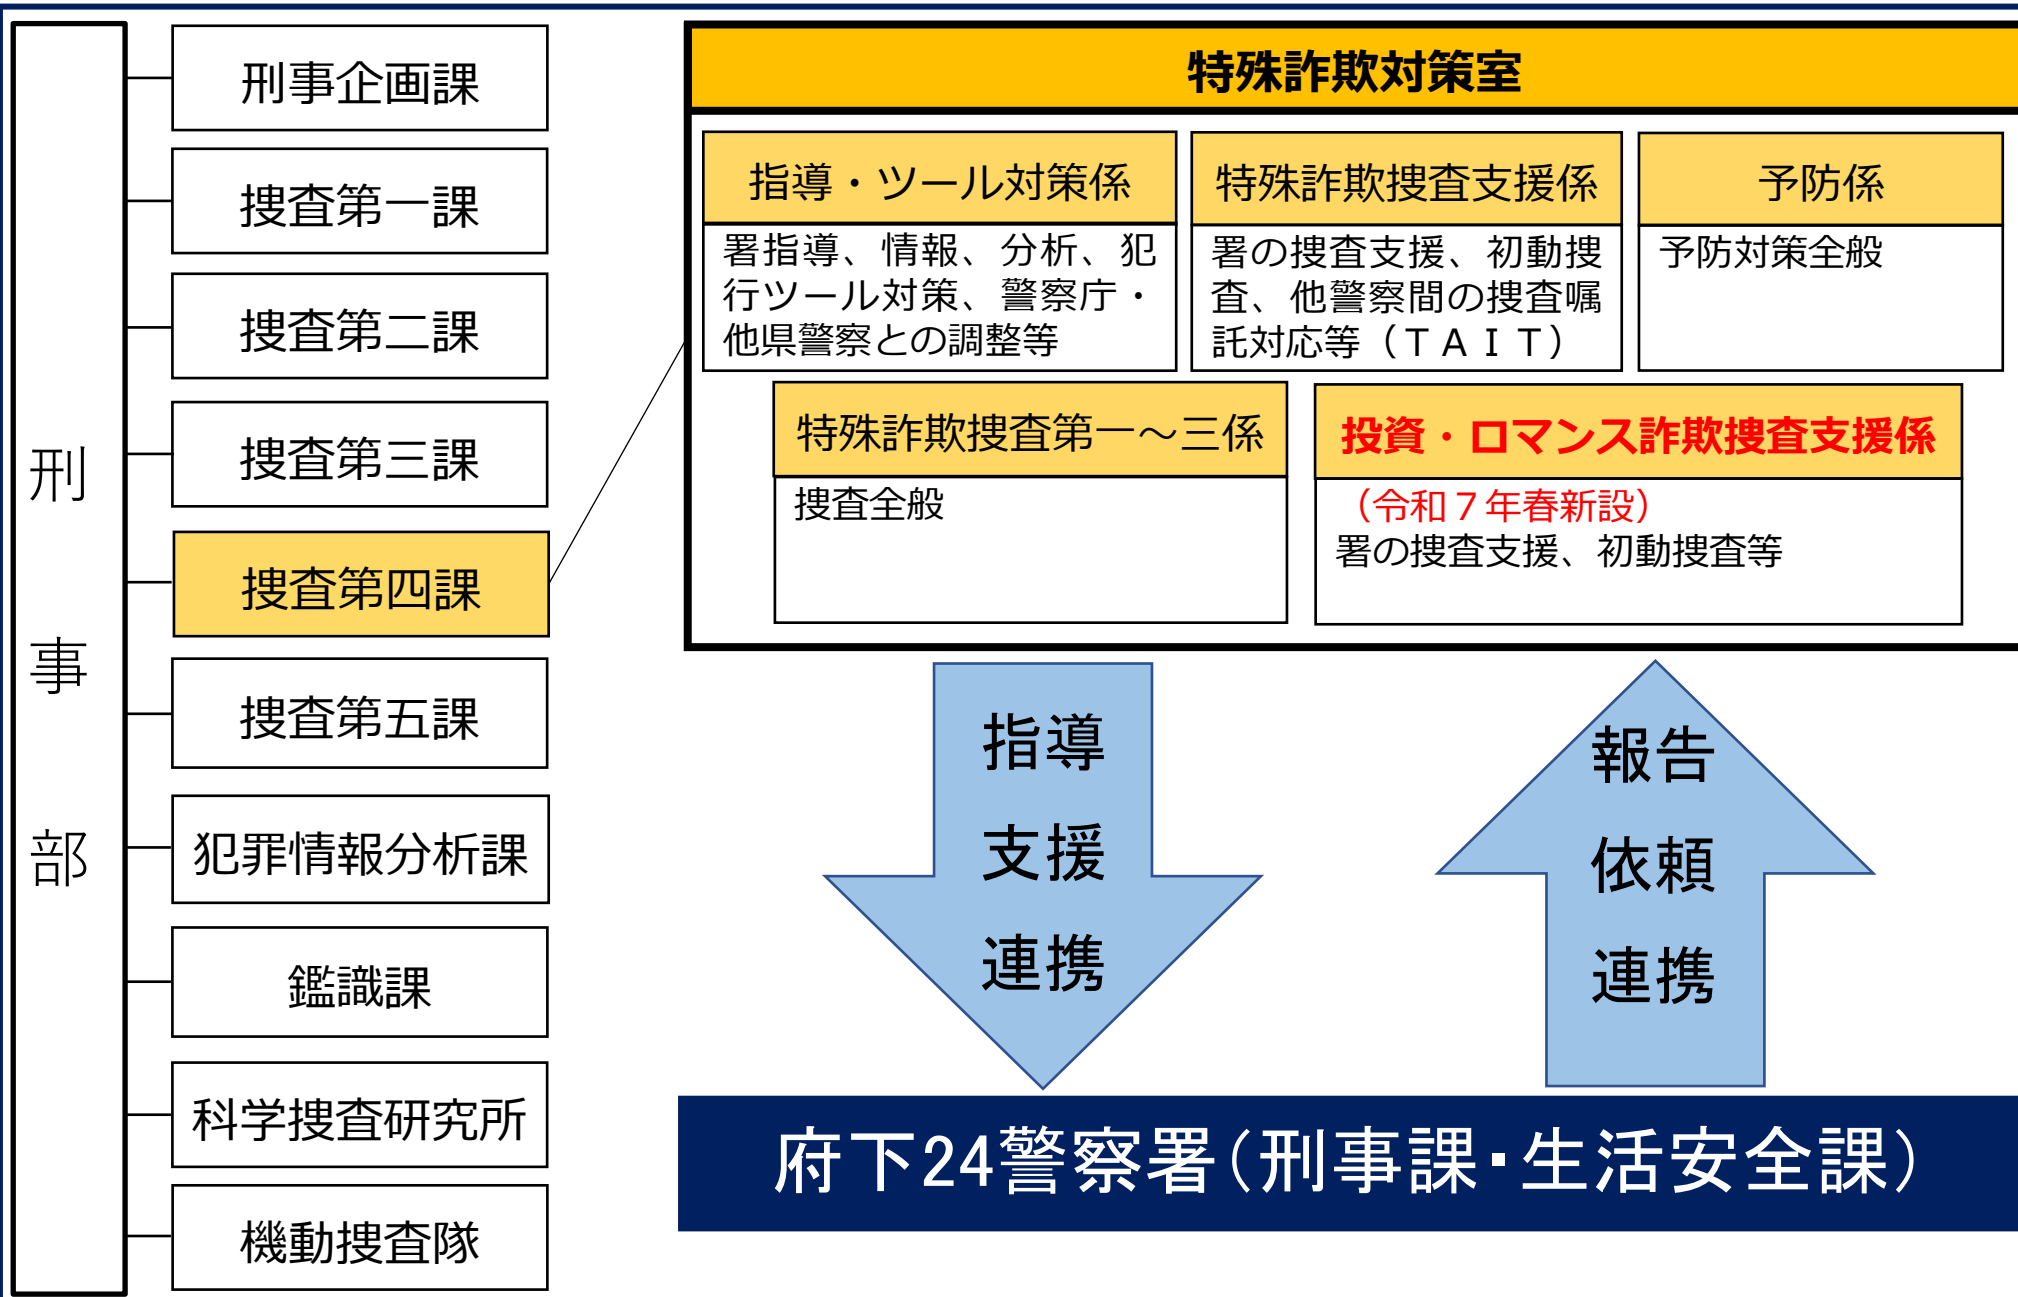 刑事部
刑事企画課
捜査第一課
捜査第二課
捜査第三課
捜査第四課
捜査第五課
犯罪情報分析課
鑑識課
科学捜査研究所
機動捜査隊
特殊詐欺対策室
指導・ツール対策係
署指導、情報、分析、犯
行ツール対策、警察庁・
他県警察との調整等
特殊詐欺捜査支援係
署の捜査支援、初動捜
査、他警察間の捜査嘱
託対応等（ＴＡＩＴ）
予防係
予防対策全般
特殊詐欺捜査第一～三係
捜査全般
投資・ロマンス詐欺捜査支援係
（令和７年春新設）
署の捜査支援、初動捜査等
指導
支援
連携
報告
依頼
連携
府下24警察署（刑事課・生活安全課）